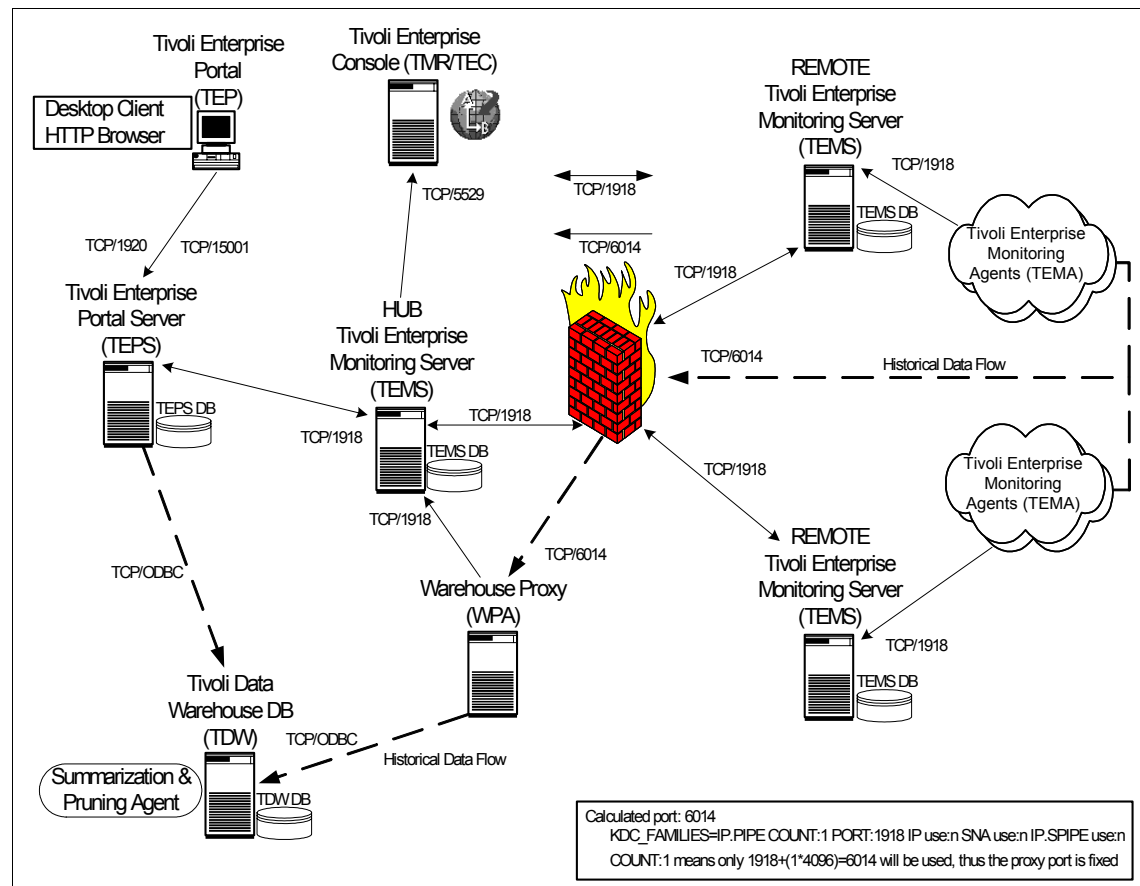 Tivoli Enterprise
Portal
(TEP)
Desktop Client
HTTP Browser
Tivoli Enterprise
Console (TMR/TEC)
A
B
REMOTE
Tivoli Enterprise
Monitoring Server
(TEMS)
TEMS DB
TCP/1918
Tivoli Enterprise
Monitoring
Agents (TEMA)
TCP/1918
TCP/6014
TCP/5529
TCP/1920
TCP/15001
TCP/1918
Tivoli Enterprise
Portal Server
(TEPS)
TEPS DB
HUB
Tivoli Enterprise
Monitoring Server
(TEMS)
TEMS DB
TCP/1918
TCP/1918
TCP/6014
Historical Data Flow
TCP/1918
Tivoli Enterprise
Monitoring
Agents (TEMA)
TCP/1918
TCP/6014
REMOTE
Tivoli Enterprise
Monitoring Server
(TEMS)
TEMS DB
TCP/1918
TCP/ODBC
Warehouse Proxy
(WPA)
Tivoli Data
Warehouse DB
(TDW)
TCP/ODBC
Historical Data Flow
Summarization &
Pruning Agent
TDW DB
Calculated port: 6014
KDC_FAMILIES=IP.PIPE COUNT:1 PORT:1918 IP use:n SNA use:n IP.SPIPE use:n
COUNT:1 means only 1918+(1*4096)=6014 will be used, thus the proxy port is fixed